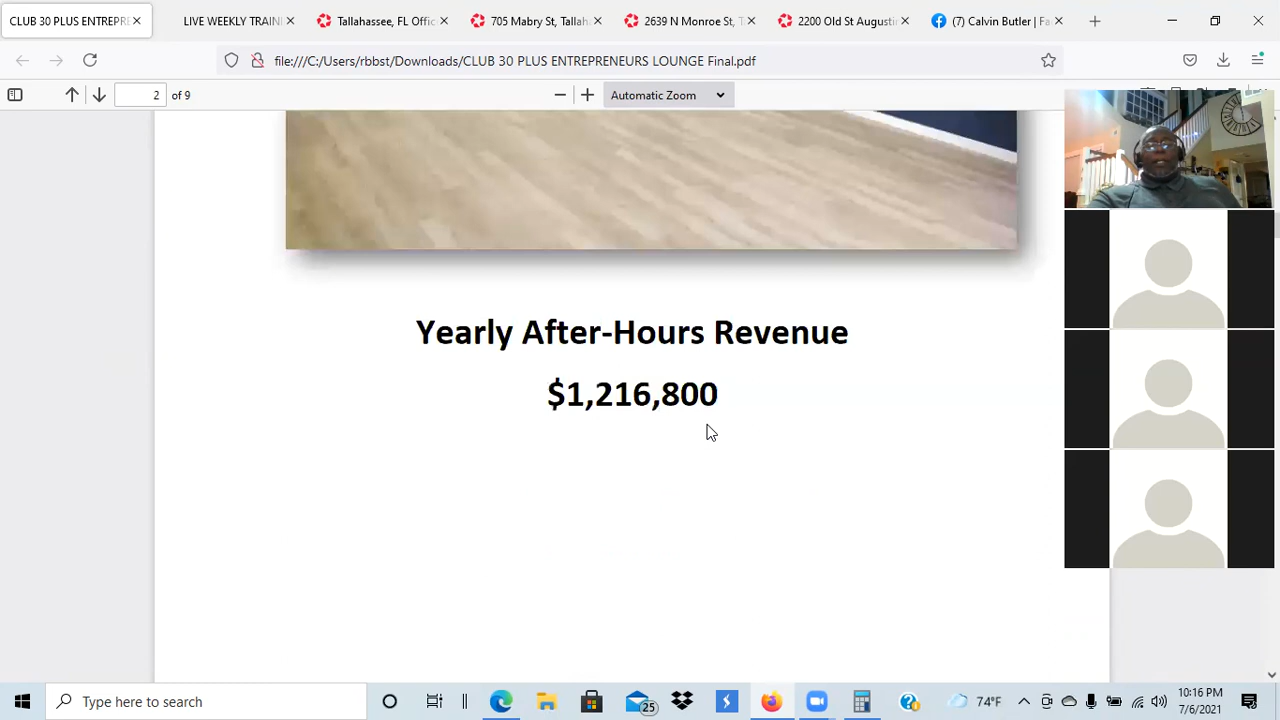 CLUB 30 PLUS ENTREPRE
LIVE WEEKLY TRAINI
Tallahassee, FL Offic
705 Mabry St, Tallah
2639 N Monroe St, T
2200 Old St Augustin
(7) Calvin Butler | Fa
file:///C:/Users/rbbst/Downloads/CLUB 30 PLUS ENTREPRENEURS LOUNGE Final.pdf
2 of 9
Automatic Zoom
Yearly After-Hours Revenue
$1,216,800
Type here to search
25
74°F
10:16 PM
7/6/2021